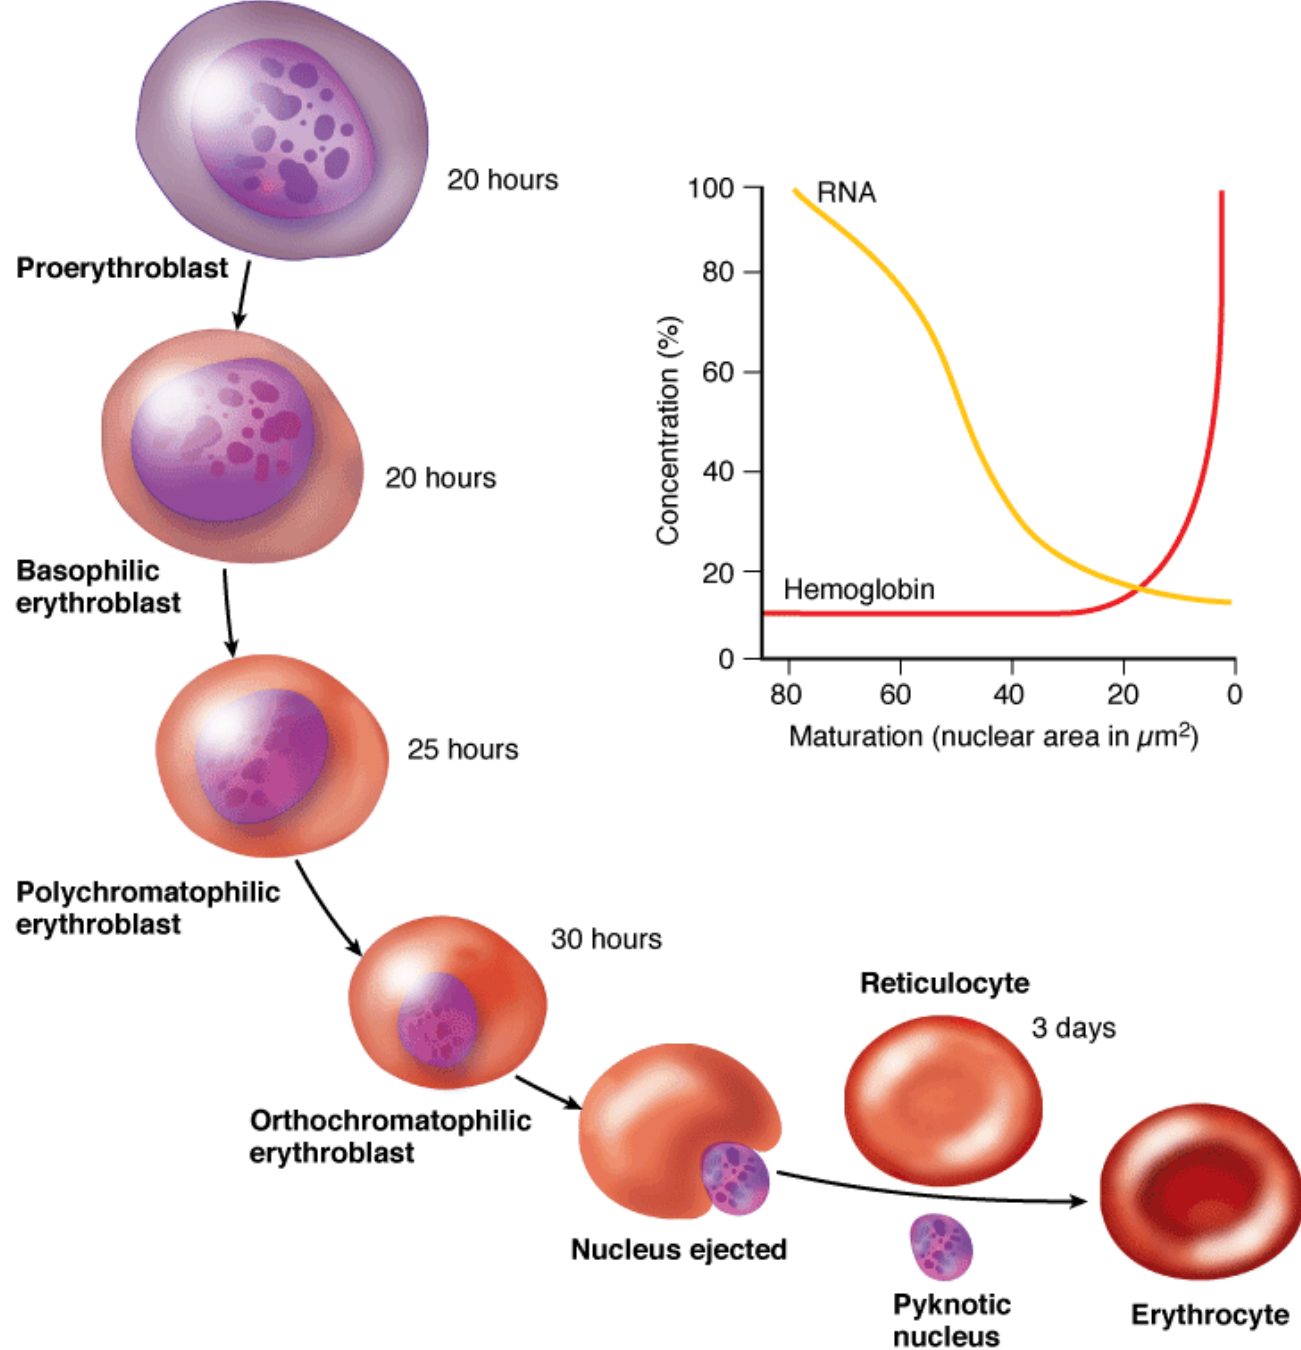 20 hours
Proerythroblast
20 hours
Basophilic
erythroblast
25 hours
Polychromatophilic
erythroblast
30 hours
Orthochromatophilic
erythroblast
Nucleus ejected
Reticulocyte
3 days
Pyknotic
nucleus
Erythrocyte
100
80
60
40
20
0
Concentration (%)
RNA
Hemoglobin
80 60 40 20 0
Maturation (nuclear area in µm²)